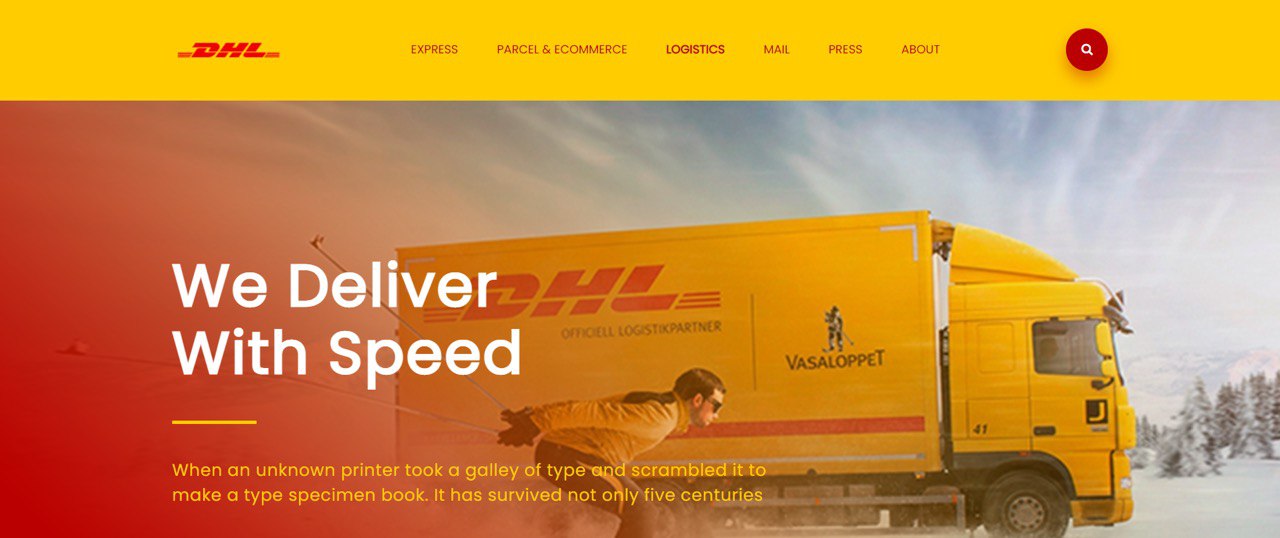 DHL
EXPRESS PARCEL & ECOMMERCE LOGISTICS MAIL PRESS ABOUT
We Deliver
With Speed
When an unknown printer took a galley of type and scrambled it to
make a type specimen book. It has survived not only five centuries
DHL
OFFICIELL LOGISTIKPARTNER
VASALOPPET
41